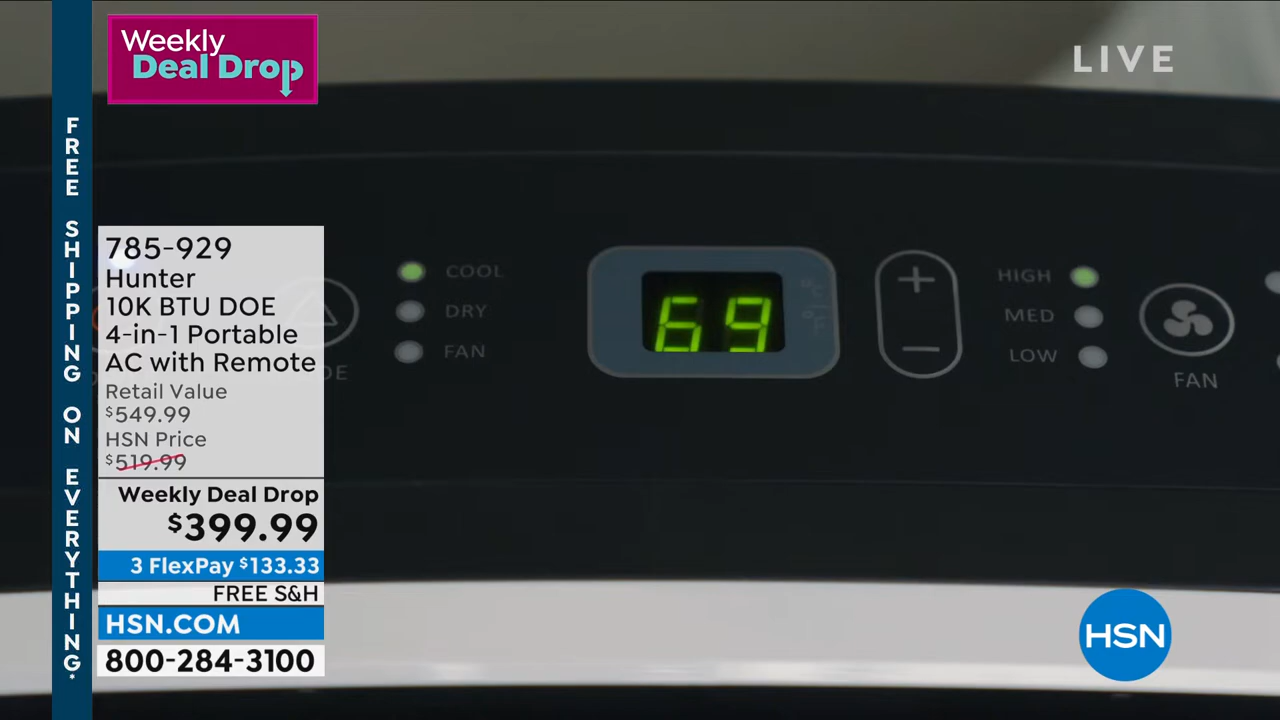 Weekly
Deal Drop
LIVE
FREE SHIPPING ON EVERYTHING*
785-929
Hunter
10K BTU DOE
4-in-1 Portable
AC with Remote
Retail Value
$549.99
HSN Price
$519.99
Weekly Deal Drop
$399.99
3 FlexPay $133.33
FREE S&H
HSN.COM
800-284-3100
COOL
DRY
FAN
69
+
−
HIGH
MED
LOW
FAN
HSN